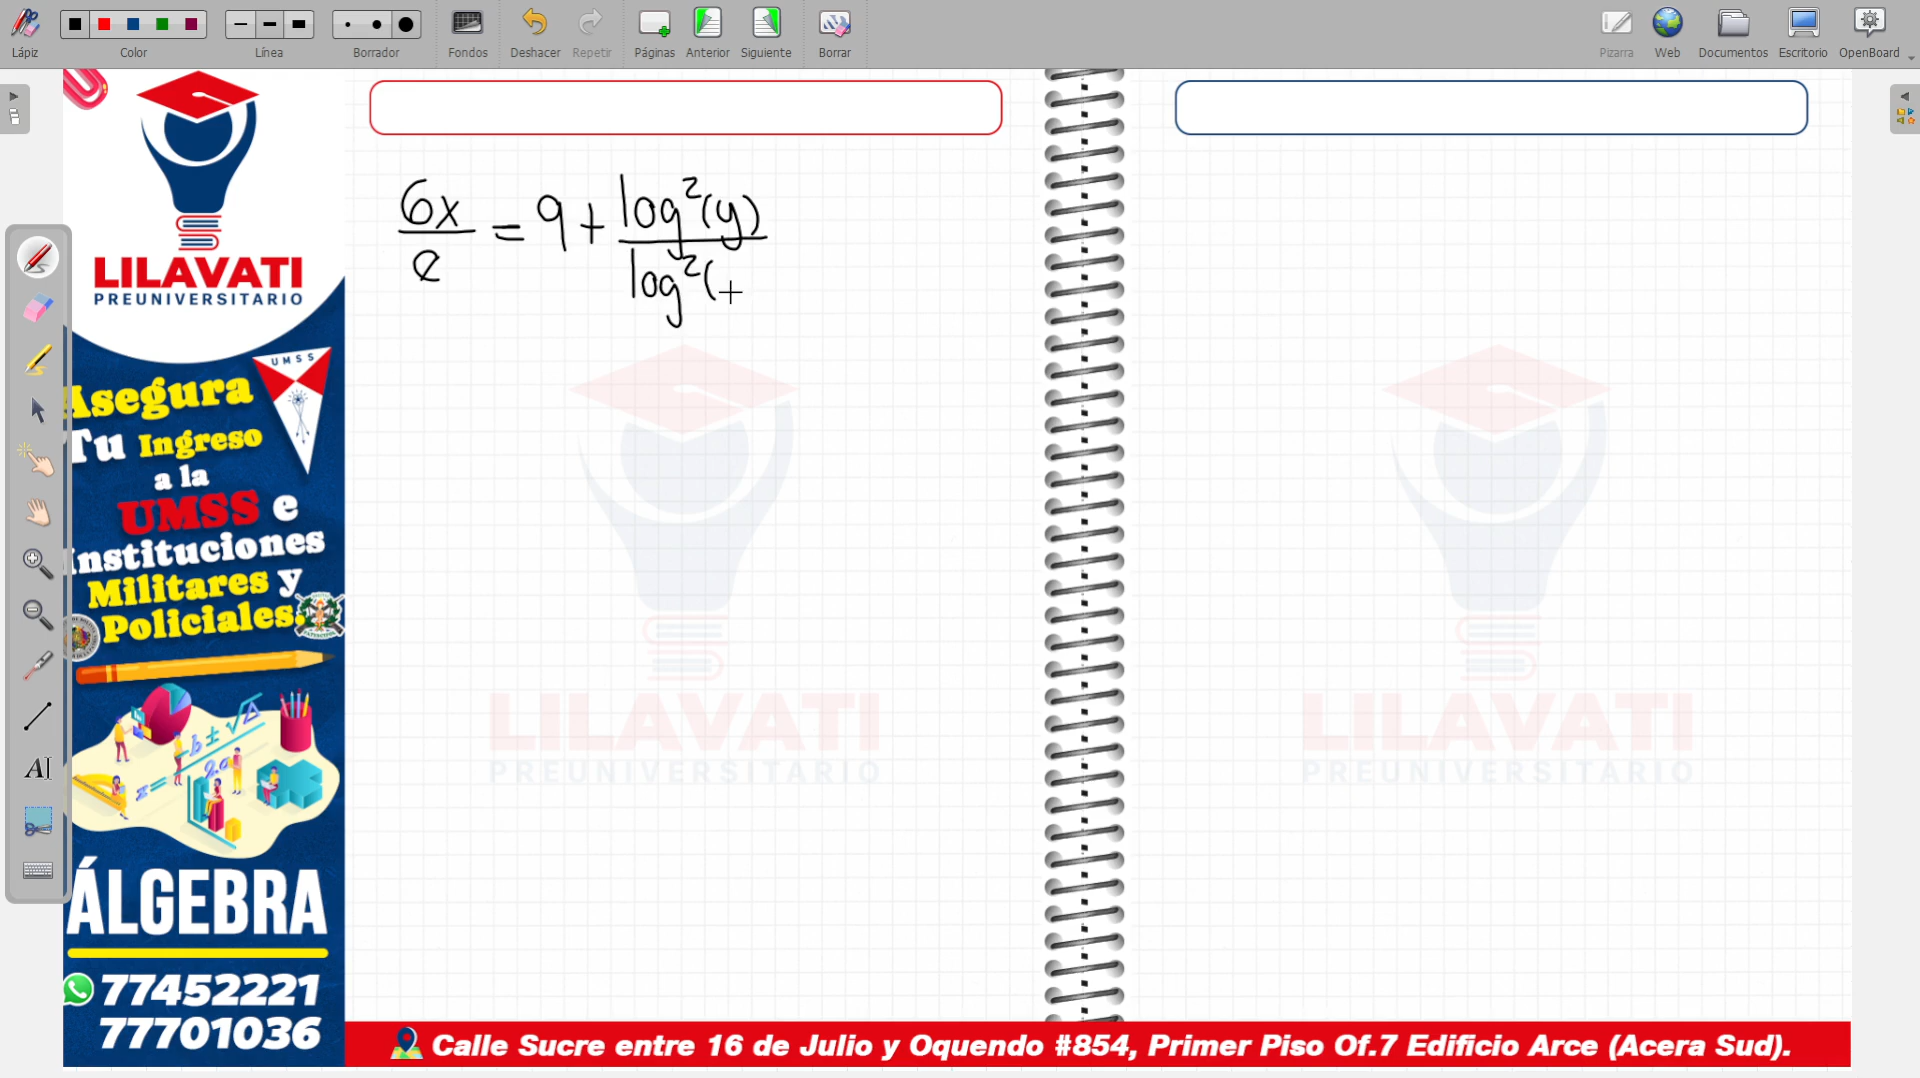 Lápiz
Color
Línea
Borrador
Fondos
Deshacer
Repetir
Páginas
Anterior
Siguiente
Borrar
Pizarra
Web
Documentos
Escritorio
OpenBoard
LILAVATI
PREUNIVERSITARIO
UMSS
Asegura
Tu Ingreso
a la
UMSS e
Instituciones
Militares y
Policiales.
ÁLGEBRA
77452221
77701036
6x/e = 9 + log²(y)/log²(
LILAVATI
PREUNIVERSITARIO
LILAVATI
PREUNIVERSITARIO
Calle Sucre entre 16 de Julio y Oquendo #854, Primer Piso Of.7 Edificio Arce (Acera Sud).